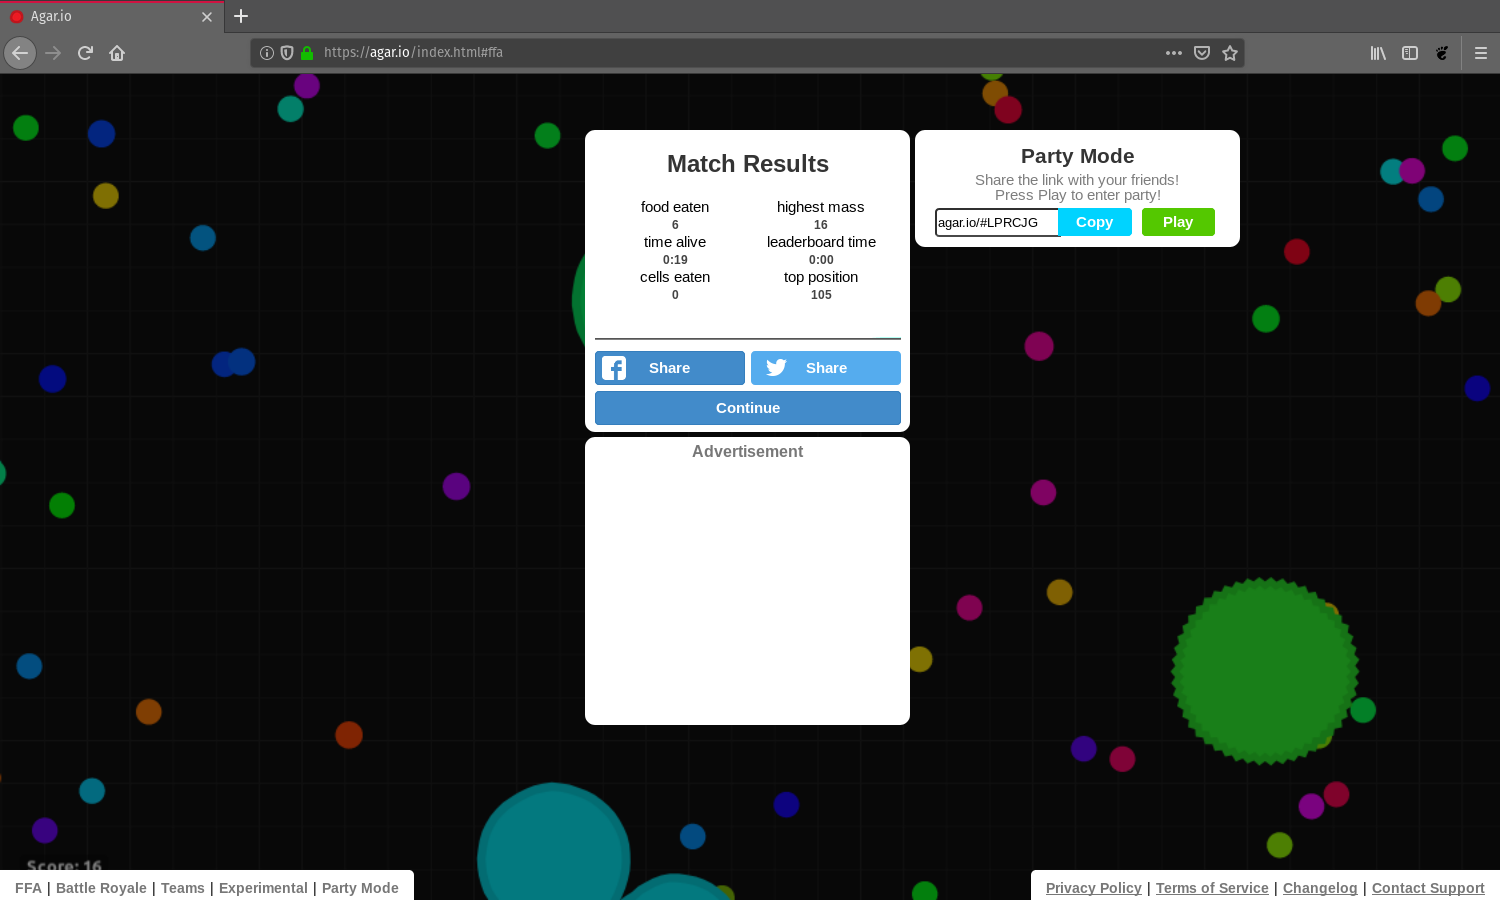 Agar.io
https://agar.io/index.html#ffa
Match Results
food eaten
6
highest mass
16
time alive
0:19
leaderboard time
0:00
cells eaten
0
top position
105
Share
Share
Continue
Advertisement
Party Mode
Share the link with your friends!
Press Play to enter party!
agar.io/#LPRCJG
Copy
Play
Score: 16
FFA | Battle Royale | Teams | Experimental | Party Mode
Privacy Policy | Terms of Service | Changelog | Contact Support